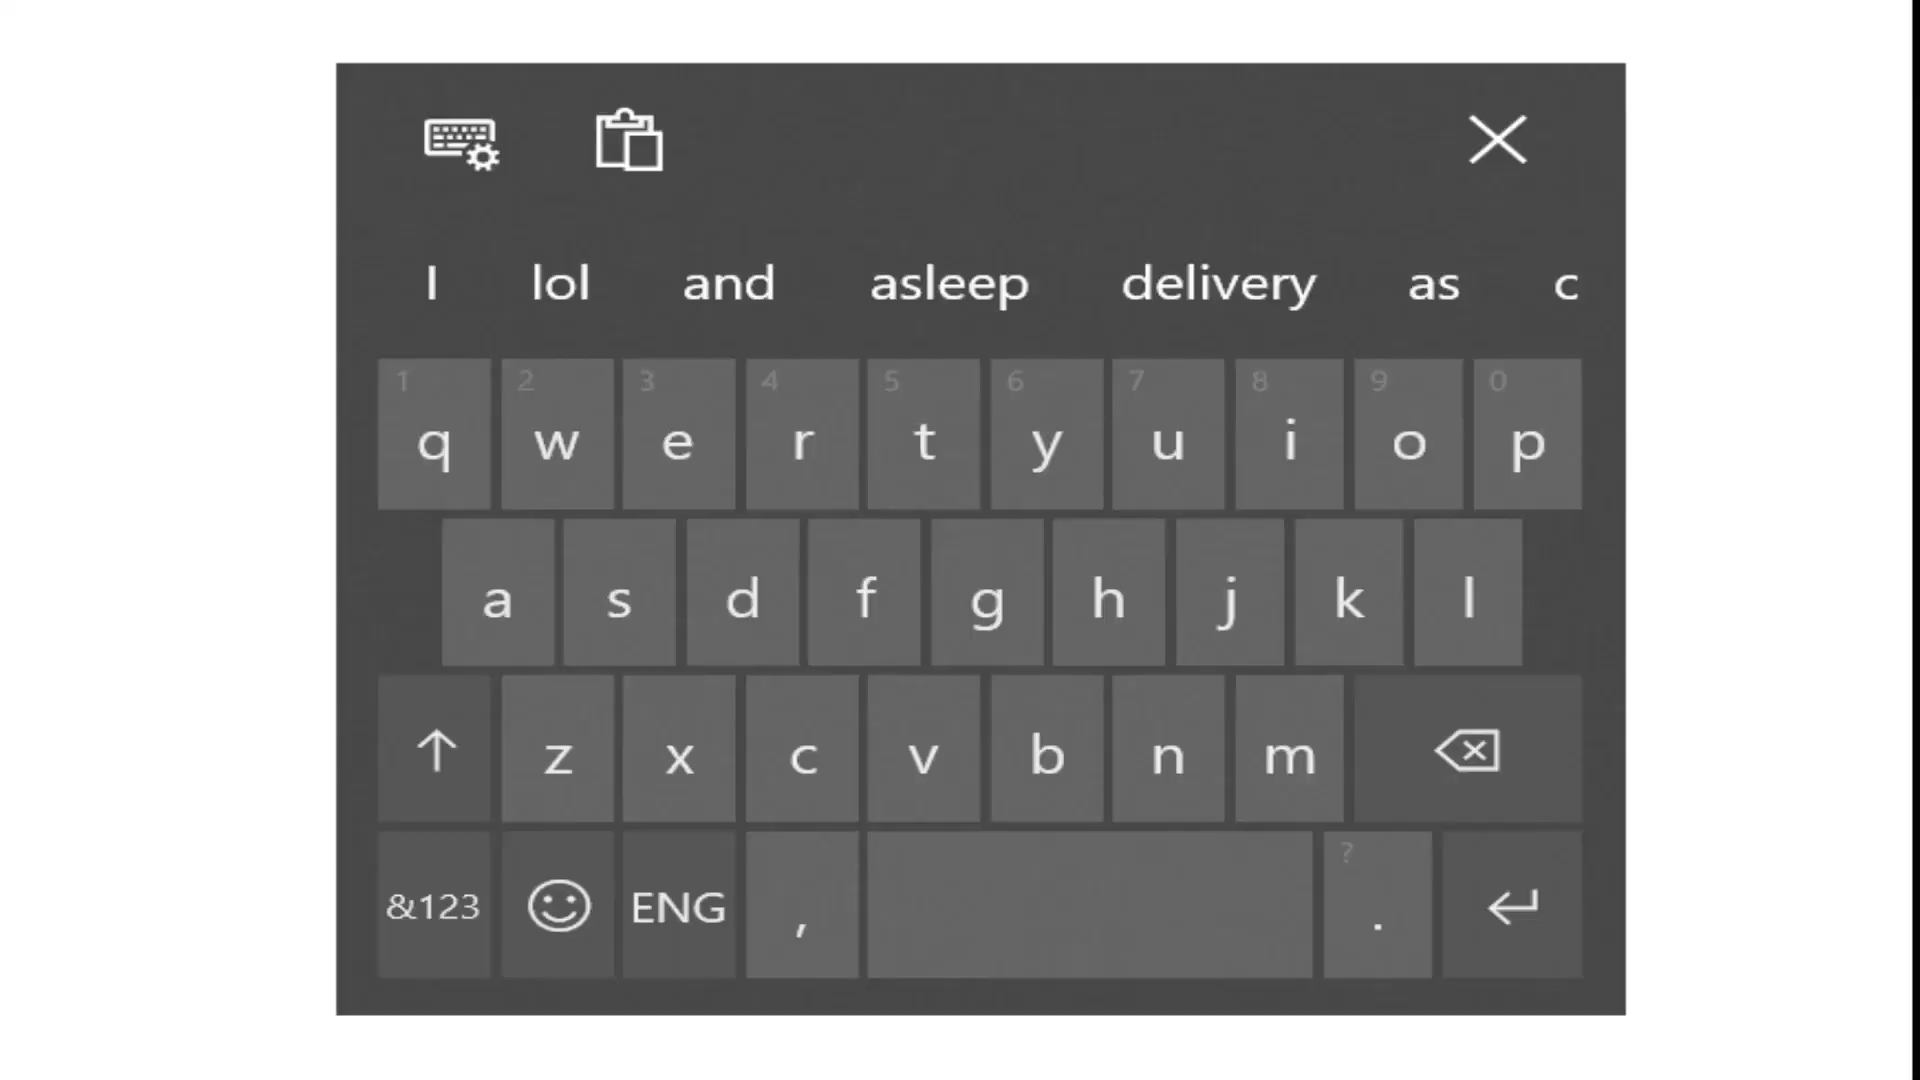 I lol and asleep delivery as c
1 2 3 4 5 6 7 8 9 0
q w e r t y u i o p
a s d f g h j k l
z x c v b n m
?
&123 ENG , .